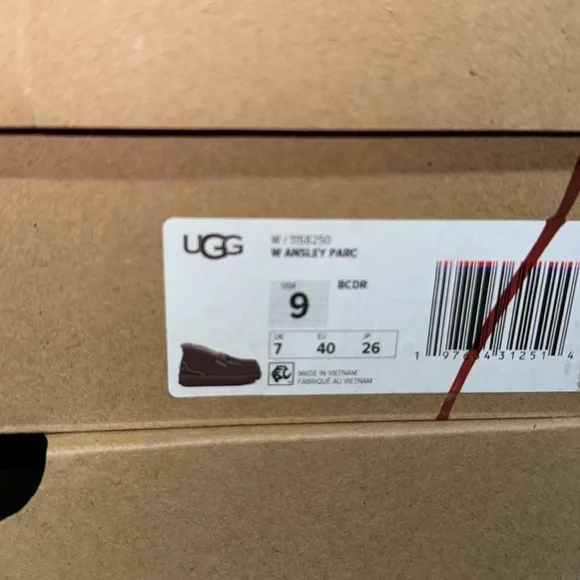 UGG
W / 1158250
W ANSLEY PARC
USA
BCDR
9
UK EU JP
7 40 26
MADE IN VIETNAM
FABRIQUÉ AU VIETNAM